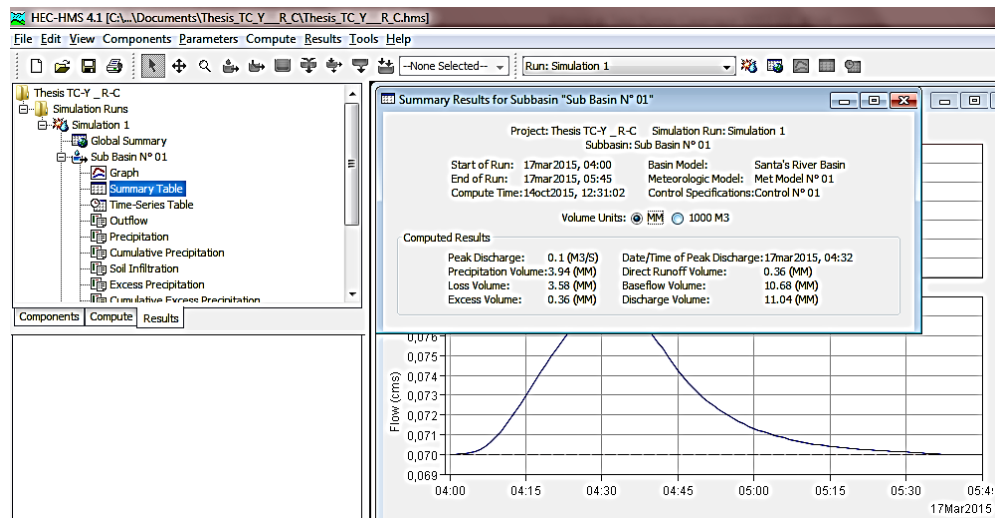 HEC-HMS 4.1 [C:\...\Documents\Thesis_TC_Y__R_C\Thesis_TC_Y__R_C.hms]
File Edit View Components Parameters Compute Results Tools Help
--None Selected-- Run: Simulation 1
Thesis TC-Y _ R-C
Simulation Runs
Simulation 1
Global Summary
Sub Basin N° 01
Graph
Summary Table
Time-Series Table
Outflow
Precipitation
Cumulative Precipitation
Soil Infiltration
Excess Precipitation
Cumulative Excess Precipitation
Components Compute Results
Summary Results for Subbasin "Sub Basin N° 01"
Project: Thesis TC-Y _ R-C Simulation Run: Simulation 1
Subbasin: Sub Basin N° 01
Start of Run: 17mar2015, 04:00 Basin Model: Santa's River Basin
End of Run: 17mar2015, 05:45 Meteorologic Model: Met Model N° 01
Compute Time:14oct2015, 12:31:02 Control Specifications:Control N° 01
Volume Units: MM 1000 M3
Computed Results
Peak Discharge: 0.1 (M3/S) Date/Time of Peak Discharge:17mar2015, 04:32
Precipitation Volume:3.94 (MM) Direct Runoff Volume: 0.36 (MM)
Loss Volume: 3.58 (MM) Baseflow Volume: 10.68 (MM)
Excess Volume: 0.36 (MM) Discharge Volume: 11.04 (MM)
Flow (cms)
0,076
0,075
0,074
0,073
0,072
0,071
0,070
0,069
04:00 04:15 04:30 04:45 05:00 05:15 05:30
17Mar2015